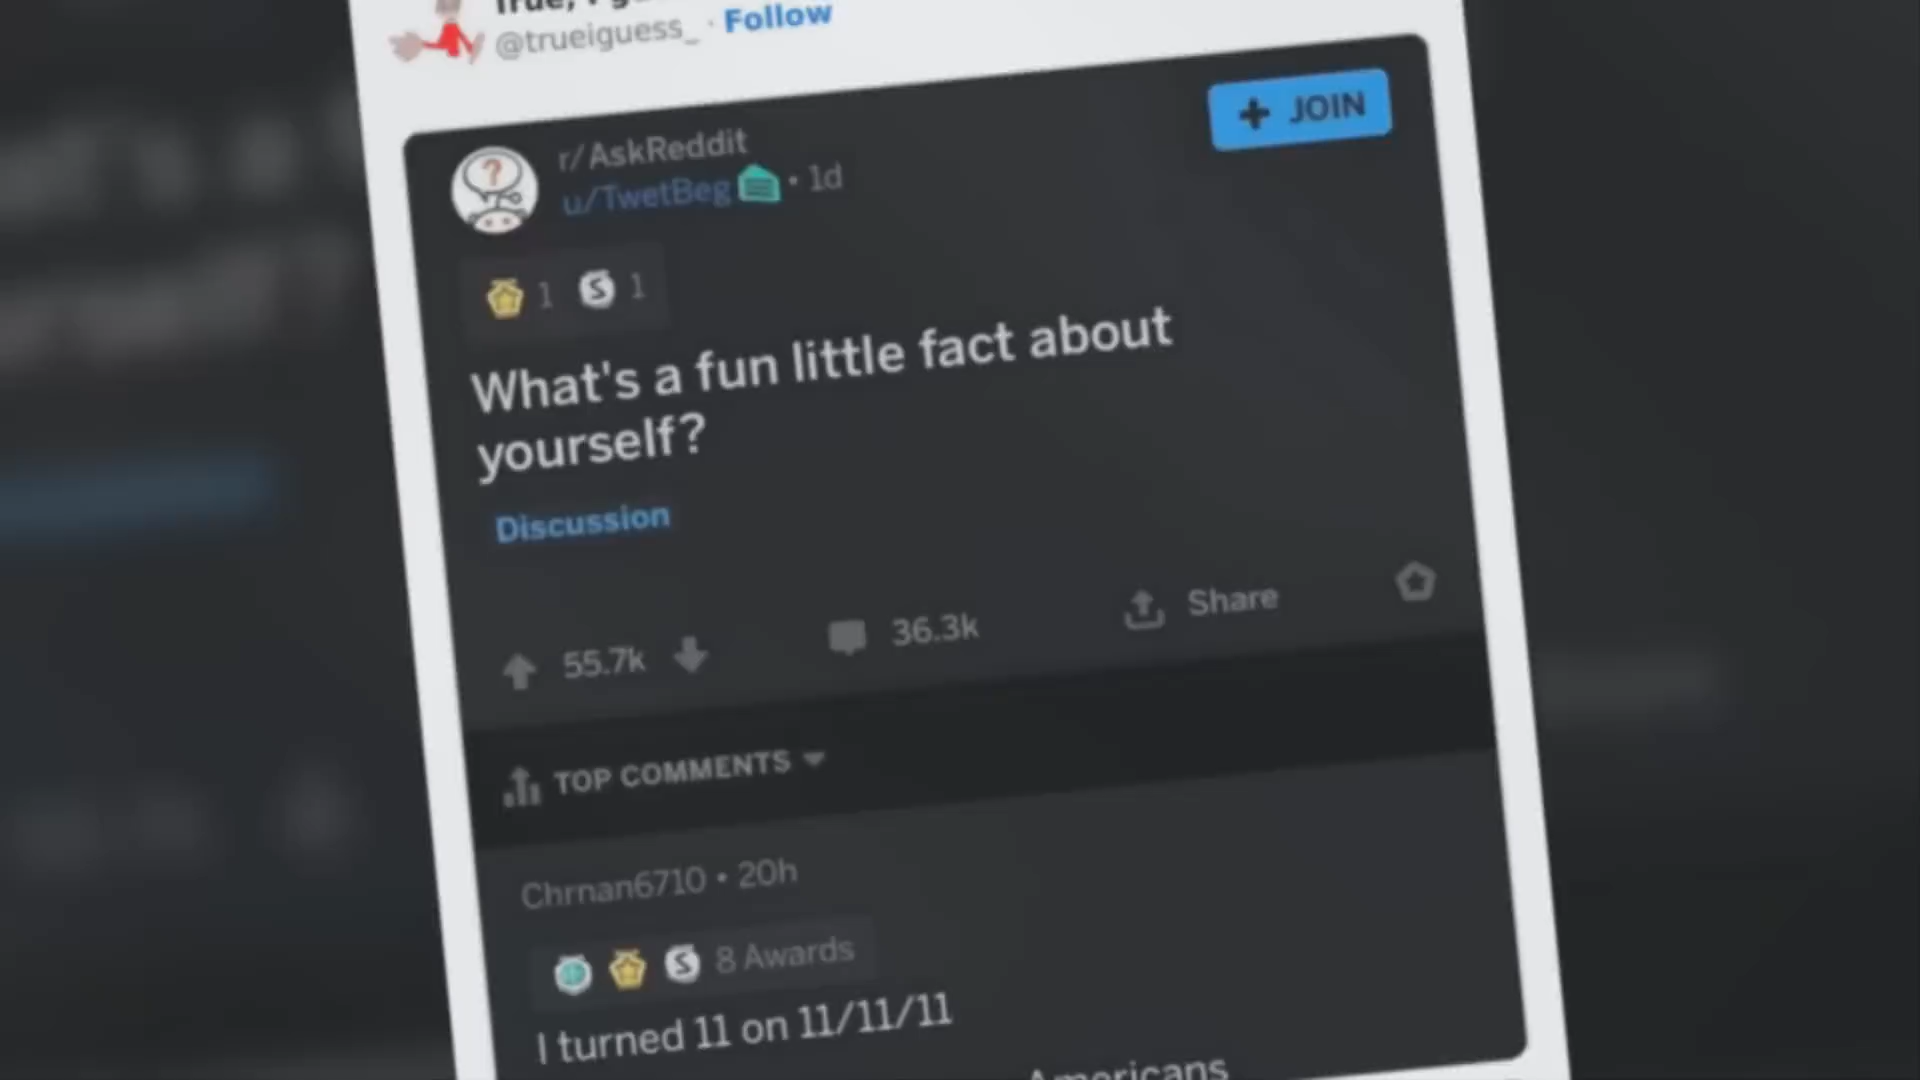 @trueiguess_ · Follow
r/AskReddit
u/TwetBeg • 1d
+ JOIN
1 1
What's a fun little fact about
yourself?
Discussion
55.7k 36.3k Share
TOP COMMENTS
Chrnan6710 • 20h
8 Awards
I turned 11 on 11/11/11
Americans